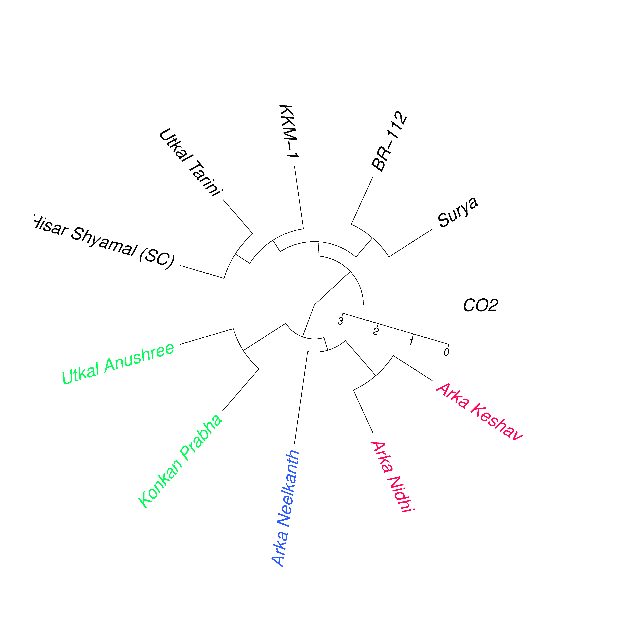 KKM-1
BR-112
Utkal Tarini
Surya
Hisar Shyamal (SC)
CO2
3
2
1
0
Utkal Anushree
Arka Keshav
Konkan Prabha
Arka Nidhi
Arka Neelkanth